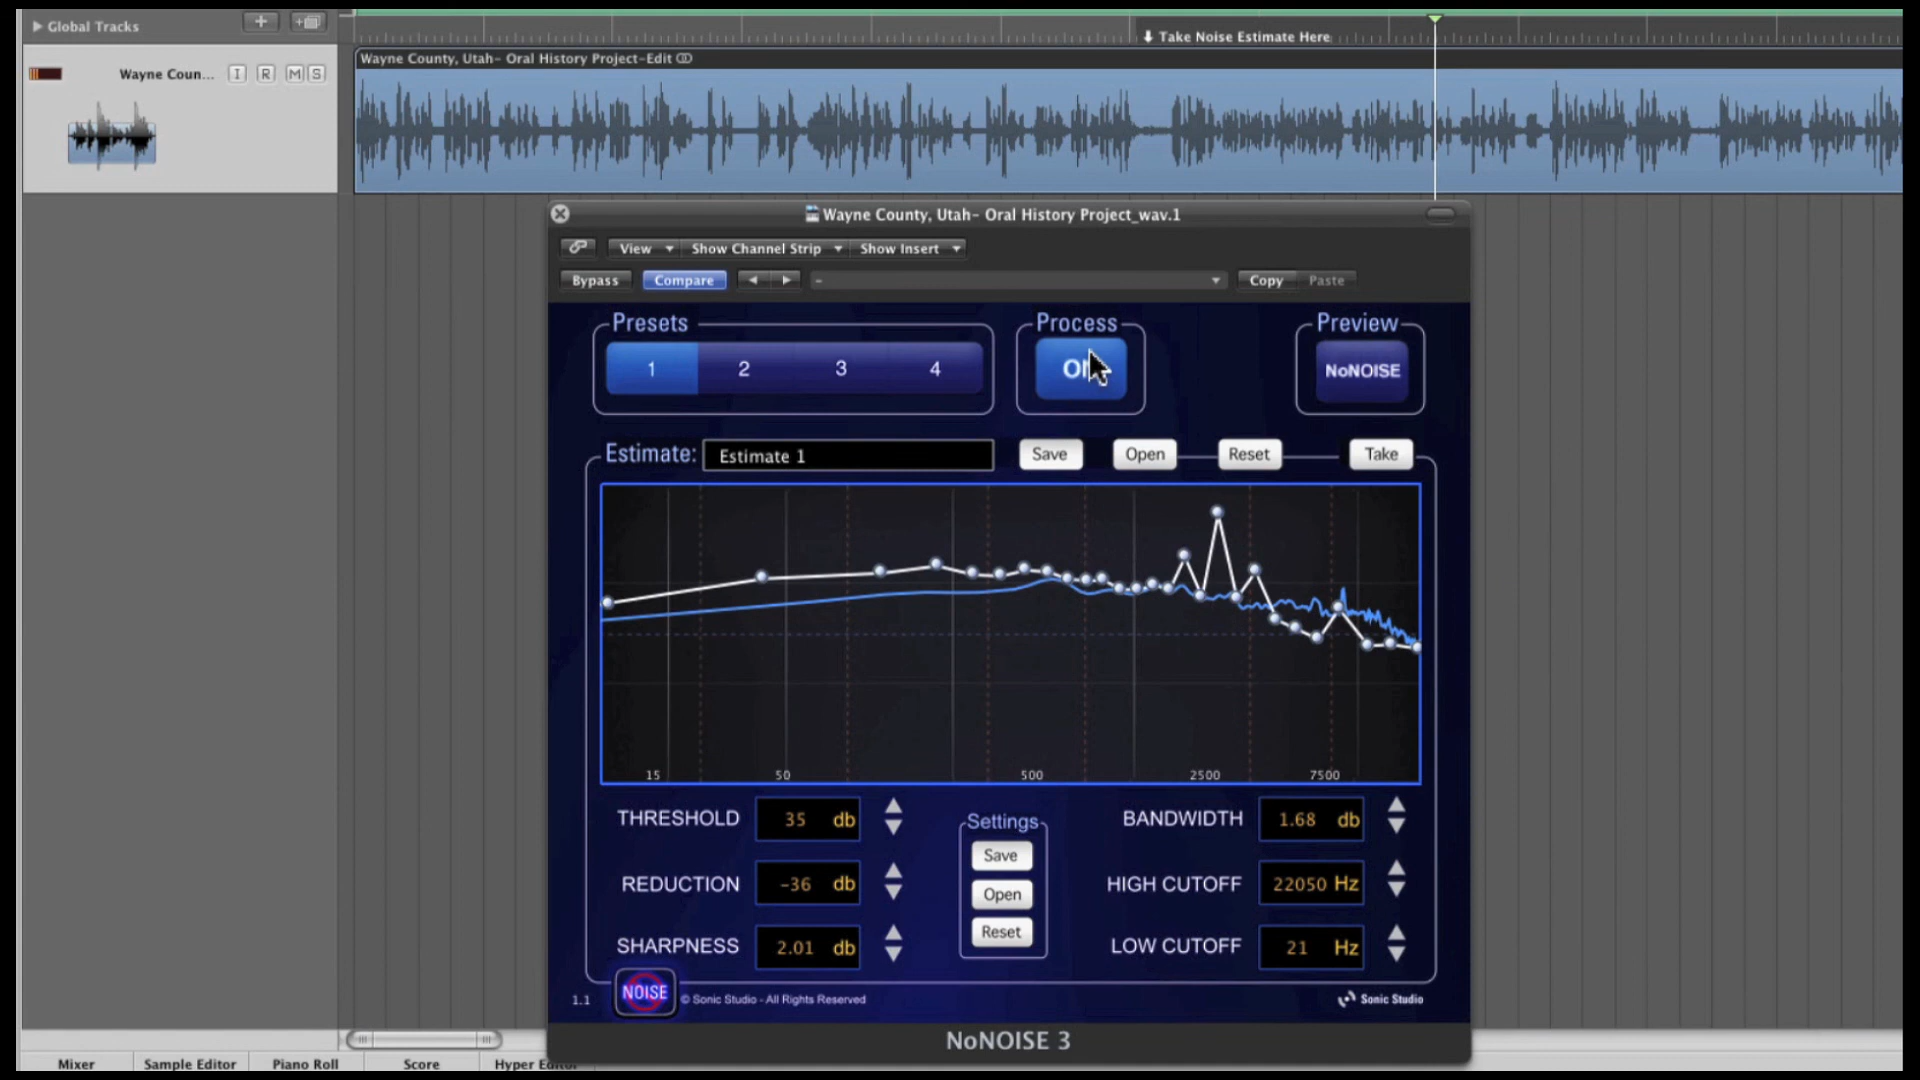 Global Tracks
Take Noise Estimate Here
Wayne County, Utah- Oral History Project-Edit
Wayne Coun... I R M S
Wayne County, Utah- Oral History Project_wav.1
View Show Channel Strip Show Insert
Bypass Compare - Copy Paste
Presets Process Preview
1 2 3 4 NoNOISE
Estimate: Estimate 1 Save Open Reset Take
15 50 500 2500 7500
THRESHOLD 35 db Settings BANDWIDTH 1.68 db
Save
REDUCTION -36 db Open HIGH CUTOFF 22050 Hz
Reset
SHARPNESS 2.01 db LOW CUTOFF 21 Hz
1.1 NOISE © Sonic Studio - All Rights Reserved Sonic Studio
NoNOISE 3
Mixer Sample Editor Piano Roll Score Hyper